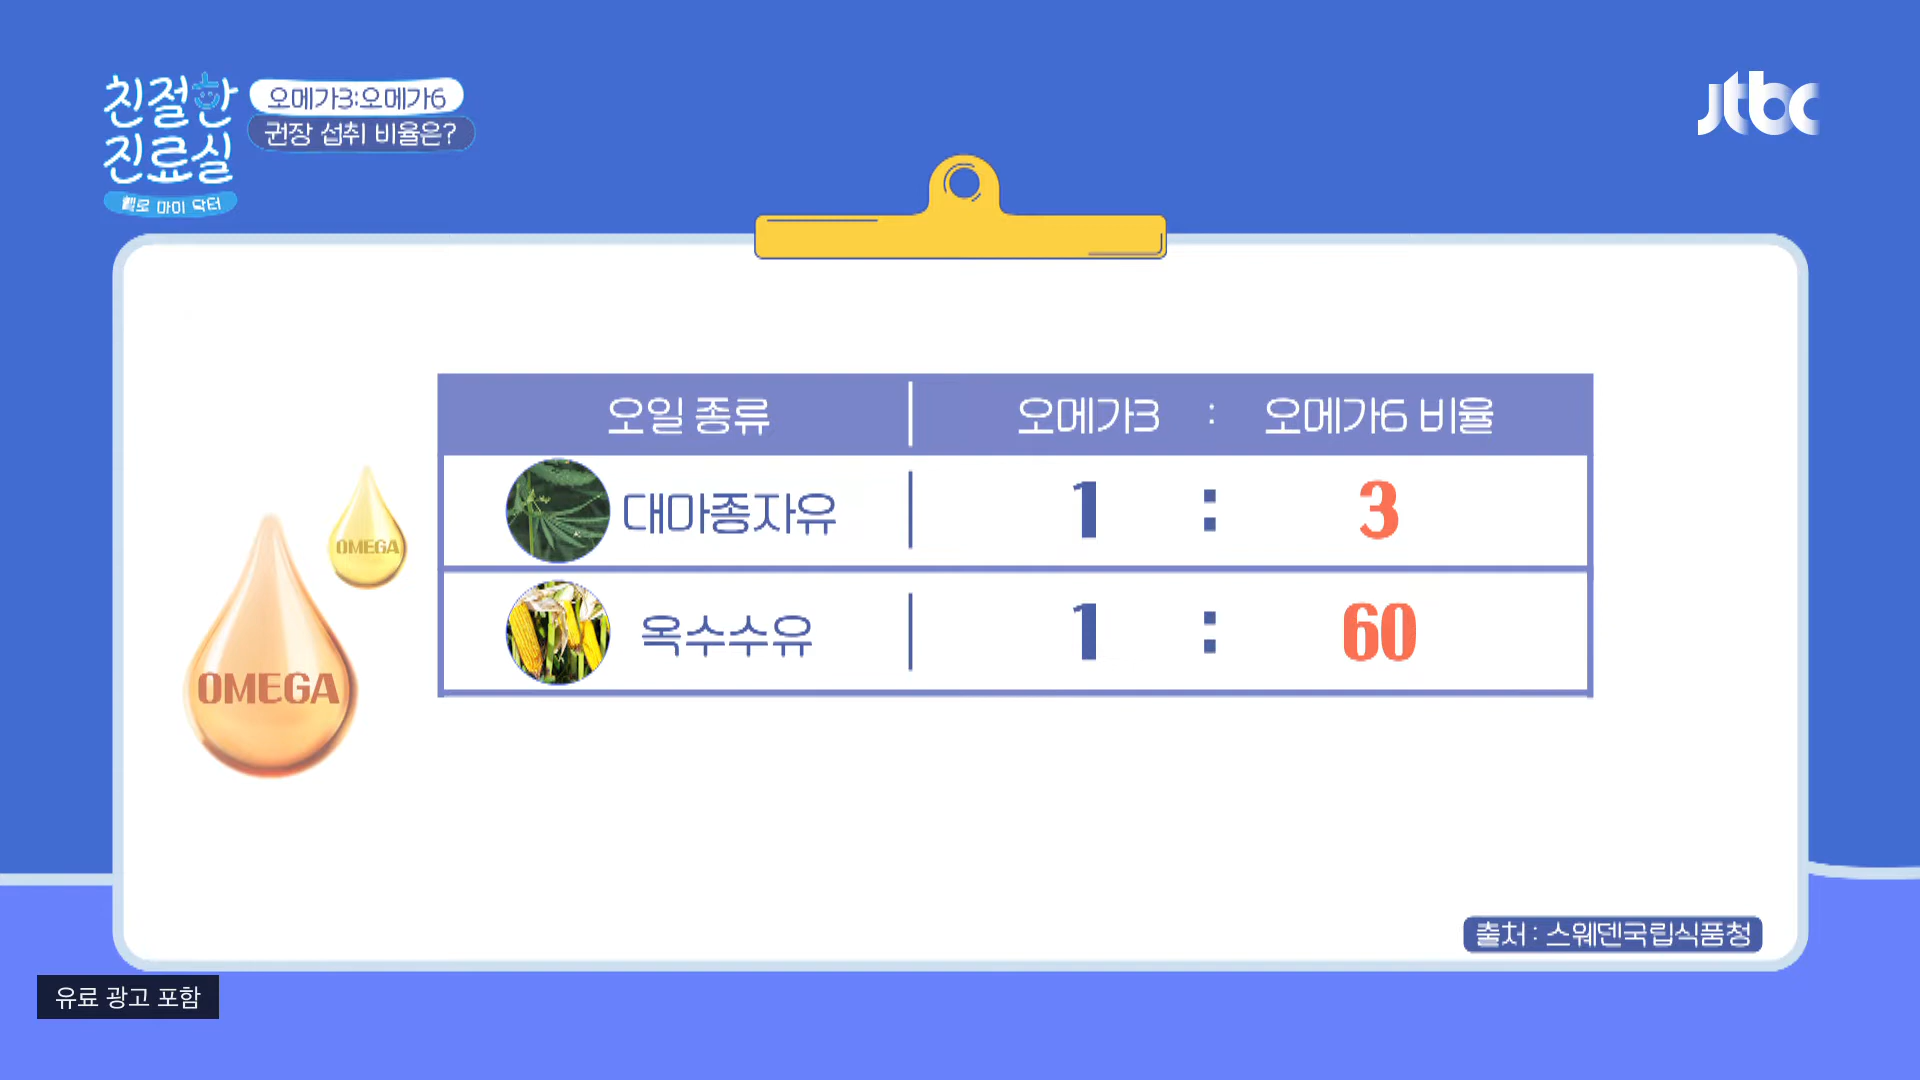 친절한
진료실
헬로 마이 닥터
오메가3:오메가6
권장 섭취 비율은?
jtbc
오일 종류 오메가3 : 오메가6 비율
대마종자유 1 : 3
옥수수유 1 : 60
OMEGA
OMEGA
출처 : 스웨덴국립식품청
유료 광고 포함